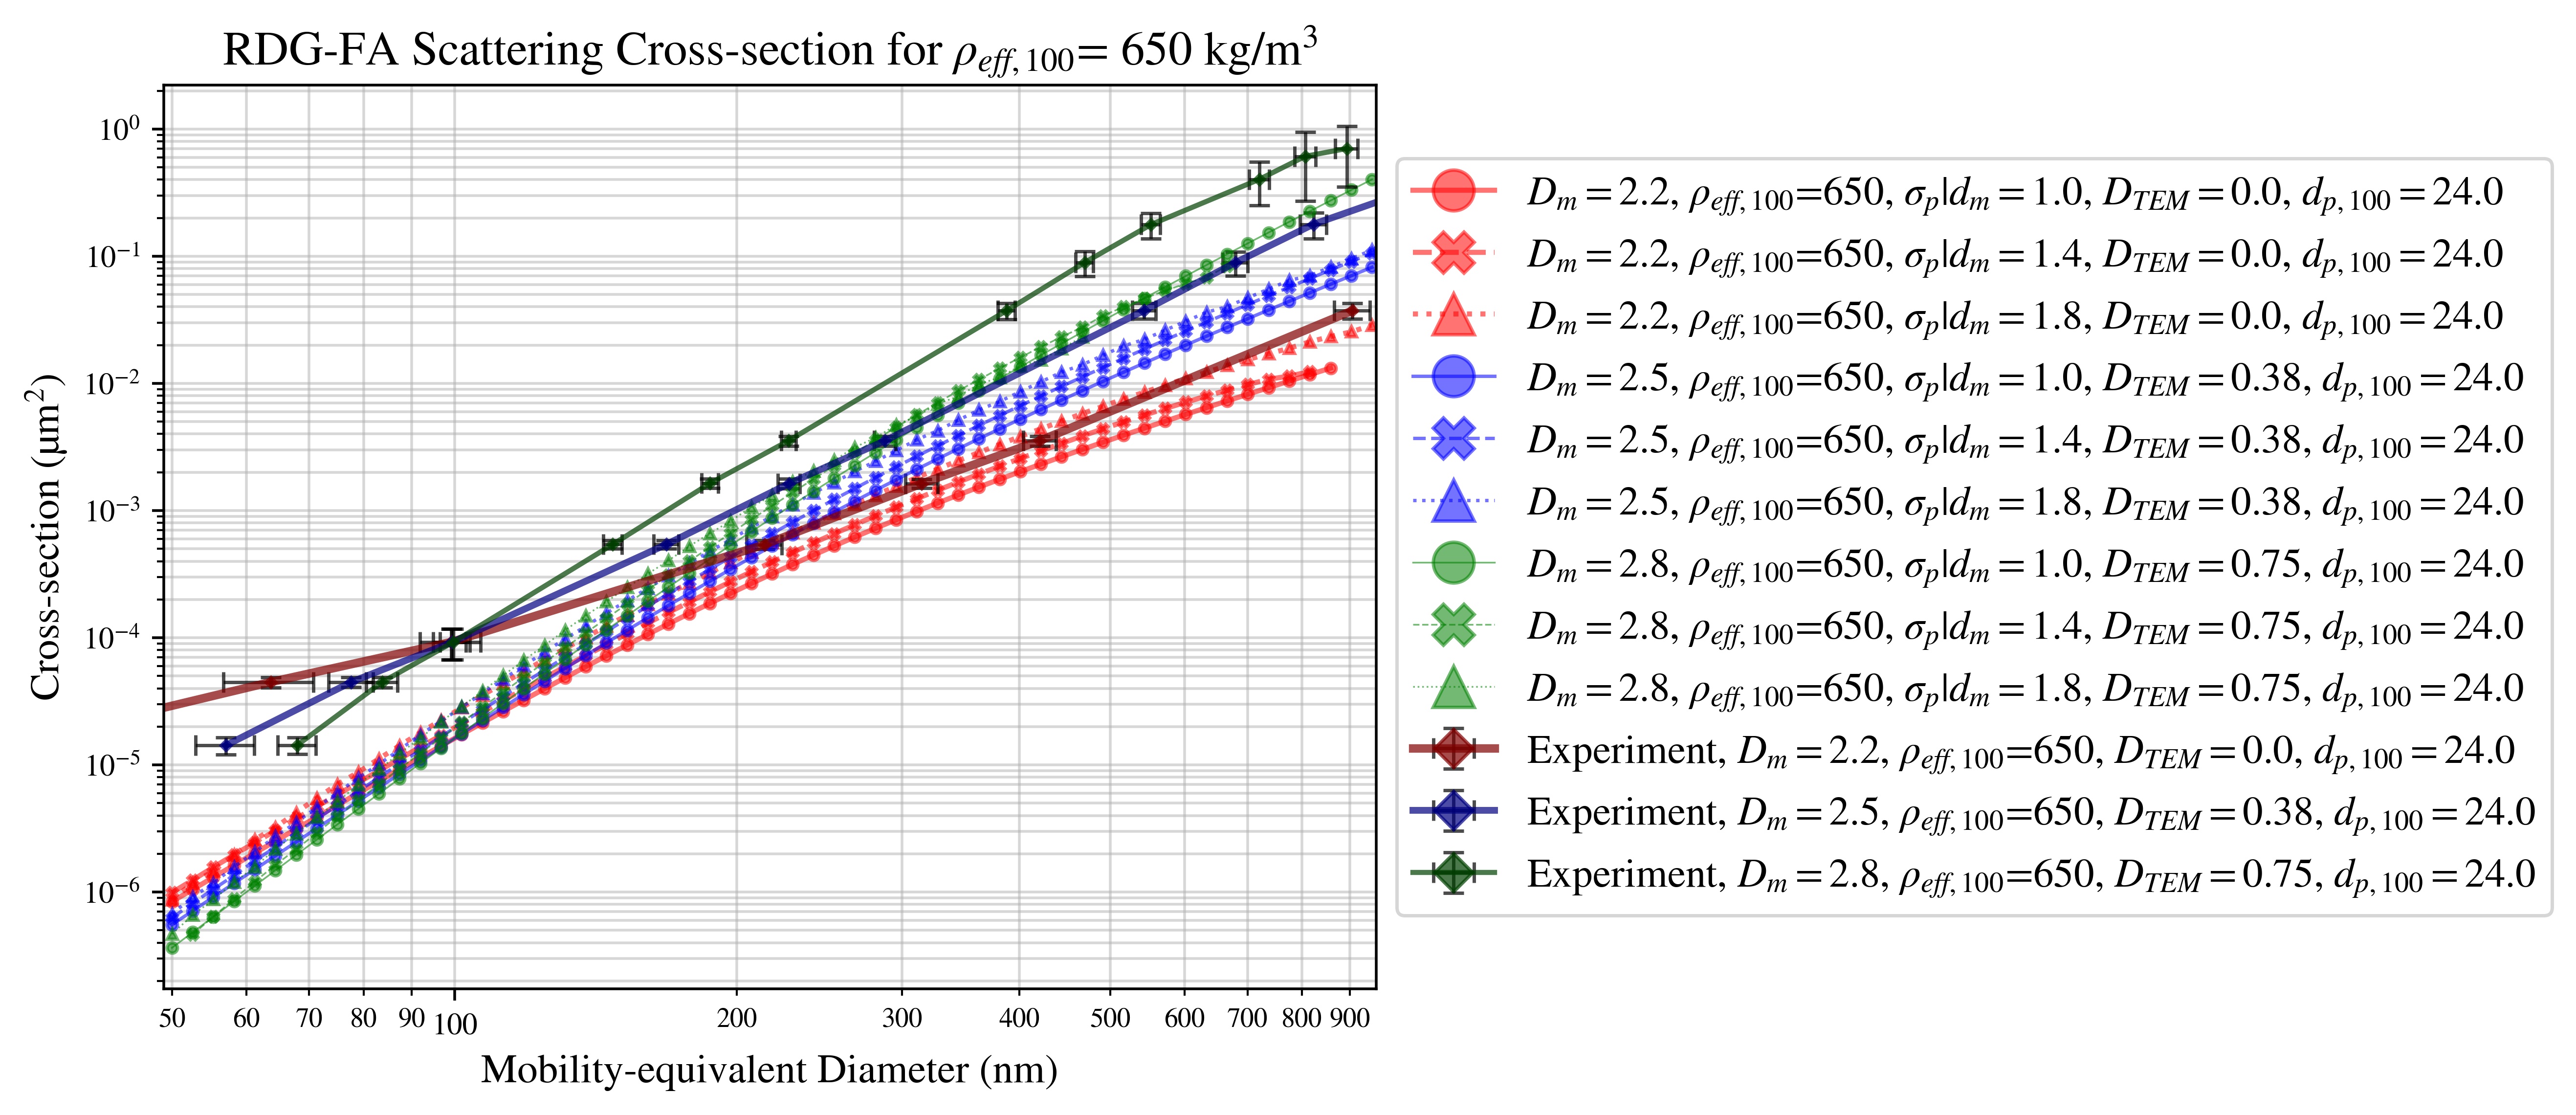 RDG-FA Scattering Cross-section for ρ_eff,100 = 650 kg/m³
Cross-section (μm²)
10⁰
10⁻¹
10⁻²
10⁻³
10⁻⁴
10⁻⁵
10⁻⁶
50 60 70 80 90 100 200 300 400 500 600 700 800 900
Mobility-equivalent Diameter (nm)
D_m = 2.2, ρ_eff,100=650, σ_p|d_m = 1.0, D_TEM = 0.0, d_p,100 = 24.0
D_m = 2.2, ρ_eff,100=650, σ_p|d_m = 1.4, D_TEM = 0.0, d_p,100 = 24.0
D_m = 2.2, ρ_eff,100=650, σ_p|d_m = 1.8, D_TEM = 0.0, d_p,100 = 24.0
D_m = 2.5, ρ_eff,100=650, σ_p|d_m = 1.0, D_TEM = 0.38, d_p,100 = 24.0
D_m = 2.5, ρ_eff,100=650, σ_p|d_m = 1.4, D_TEM = 0.38, d_p,100 = 24.0
D_m = 2.5, ρ_eff,100=650, σ_p|d_m = 1.8, D_TEM = 0.38, d_p,100 = 24.0
D_m = 2.8, ρ_eff,100=650, σ_p|d_m = 1.0, D_TEM = 0.75, d_p,100 = 24.0
D_m = 2.8, ρ_eff,100=650, σ_p|d_m = 1.4, D_TEM = 0.75, d_p,100 = 24.0
D_m = 2.8, ρ_eff,100=650, σ_p|d_m = 1.8, D_TEM = 0.75, d_p,100 = 24.0
Experiment, D_m = 2.2, ρ_eff,100=650, D_TEM = 0.0, d_p,100 = 24.0
Experiment, D_m = 2.5, ρ_eff,100=650, D_TEM = 0.38, d_p,100 = 24.0
Experiment, D_m = 2.8, ρ_eff,100=650, D_TEM = 0.75, d_p,100 = 24.0